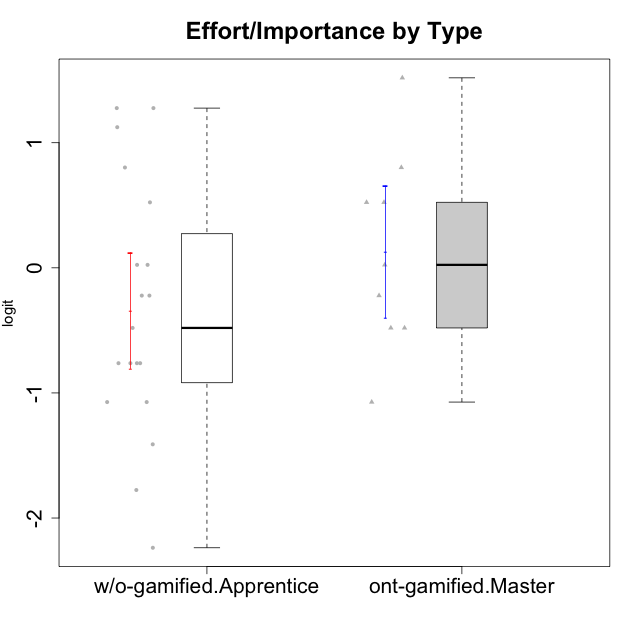 Effort/Importance by Type
logit
1
0
-1
-2
w/o-gamified.Apprentice
ont-gamified.Master